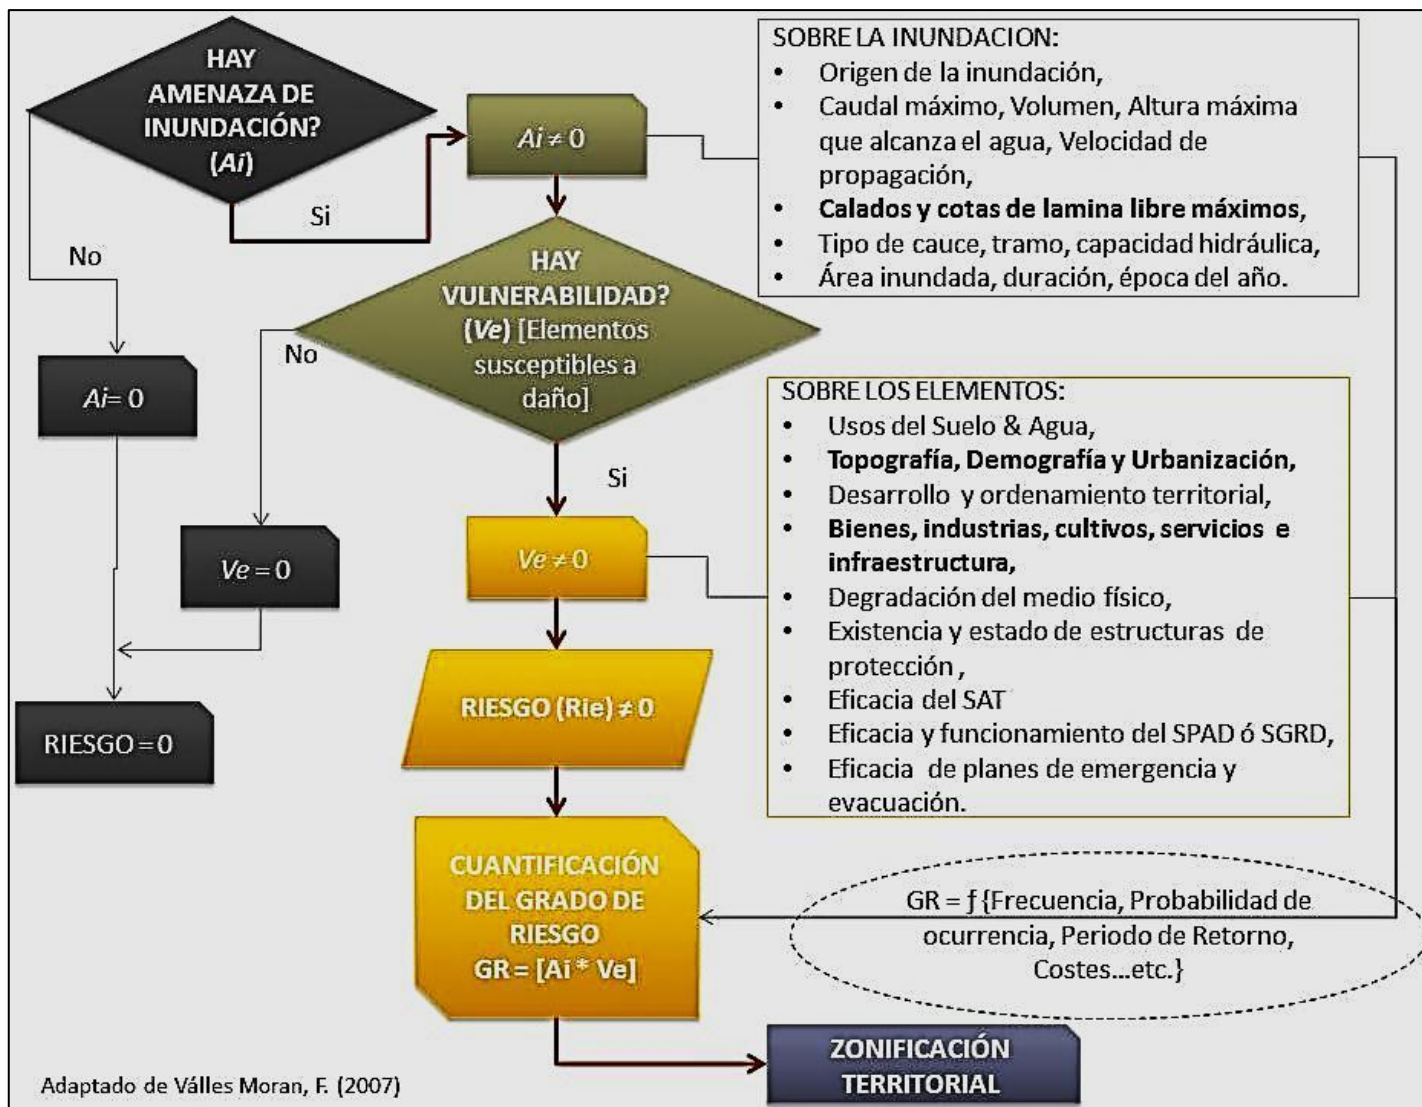 HAY
AMENAZA DE
INUNDACIÓN?
(Ai)
Si
No
Ai ≠ 0
SOBRE LA INUNDACION:
• Origen de la inundación,
• Caudal máximo, Volumen, Altura máxima
que alcanza el agua, Velocidad de
propagación,
• Calados y cotas de lamina libre máximos,
• Tipo de cauce, tramo, capacidad hidráulica,
• Área inundada, duración, época del año.
HAY
VULNERABILIDAD?
(Ve) [Elementos
susceptibles a
daño]
No
Si
Ai= 0
Ve = 0
RIESGO = 0
Ve ≠ 0
SOBRE LOS ELEMENTOS:
• Usos del Suelo & Agua,
• Topografía, Demografía y Urbanización,
• Desarrollo y ordenamiento territorial,
• Bienes, industrias, cultivos, servicios e
infraestructura,
• Degradación del medio físico,
• Existencia y estado de estructuras de
protección ,
• Eficacia del SAT
• Eficacia y funcionamiento del SPAD ó SGRD,
• Eficacia de planes de emergencia y
evacuación.
RIESGO (Rie) ≠ 0
CUANTIFICACIÓN
DEL GRADO DE
RIESGO
GR = [Ai * Ve]
GR = ƒ {Frecuencia, Probabilidad de
ocurrencia, Periodo de Retorno,
Costes...etc.}
ZONIFICACIÓN
TERRITORIAL
Adaptado de Válles Moran, F. (2007)